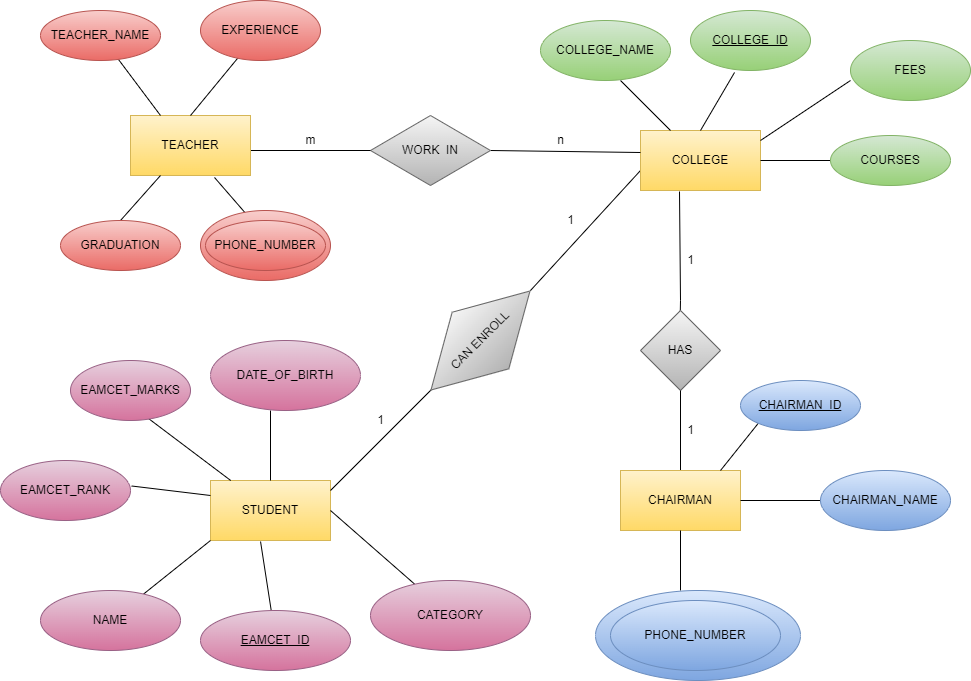 TEACHER_NAME
EXPERIENCE
COLLEGE_NAME
COLLEGE_ID
FEES
TEACHER
m
WORK IN
n
COLLEGE
COURSES
GRADUATION
PHONE_NUMBER
1
1
CAN ENROLL
HAS
EAMCET_MARKS
DATE_OF_BIRTH
1
1
CHAIRMAN_ID
EAMCET_RANK
STUDENT
CHAIRMAN
CHAIRMAN_NAME
NAME
EAMCET_ID
CATEGORY
PHONE_NUMBER